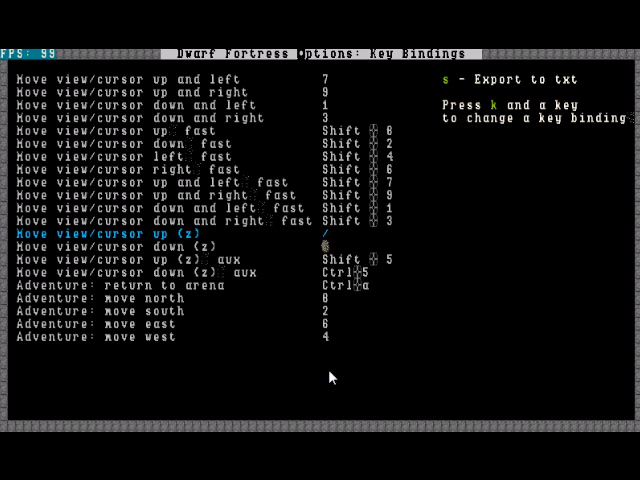 FPS: 99
Dwarf Fortress Options: Key Bindings
Move view/cursor up and left 7
Move view/cursor up and right 9
Move view/cursor down and left 1
Move view/cursor down and right 3
Move view/cursor up fast Shift 8
Move view/cursor down fast Shift 2
Move view/cursor left fast Shift 4
Move view/cursor right fast Shift 6
Move view/cursor up and left fast Shift 7
Move view/cursor up and right fast Shift 9
Move view/cursor down and left fast Shift 1
Move view/cursor down and right fast Shift 3
Move view/cursor up (z) /
Move view/cursor down (z)
Move view/cursor up (z) aux Shift 5
Move view/cursor down (z) aux Ctrl 5
Adventure: return to arena Ctrl a
Adventure: move north 8
Adventure: move south 2
Adventure: move east 6
Adventure: move west 4
s - Export to txt
Press k and a key
to change a key binding